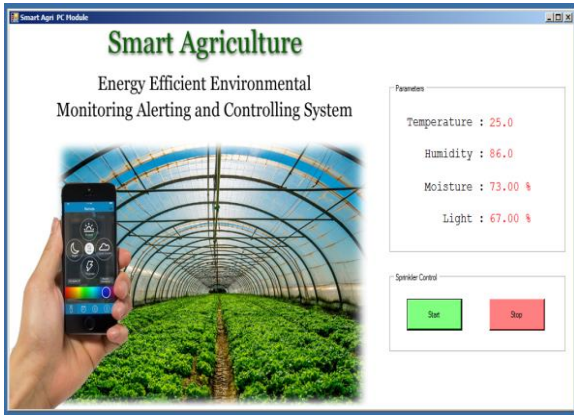 Smart Agri PC Module
Smart Agriculture
Energy Efficient Environmental
Monitoring Alerting and Controlling System
Parameters
Temperature : 25.0
Humidity : 86.0
Moisture : 73.00 %
Light : 67.00 %
Sprinkler Control
Start
Stop